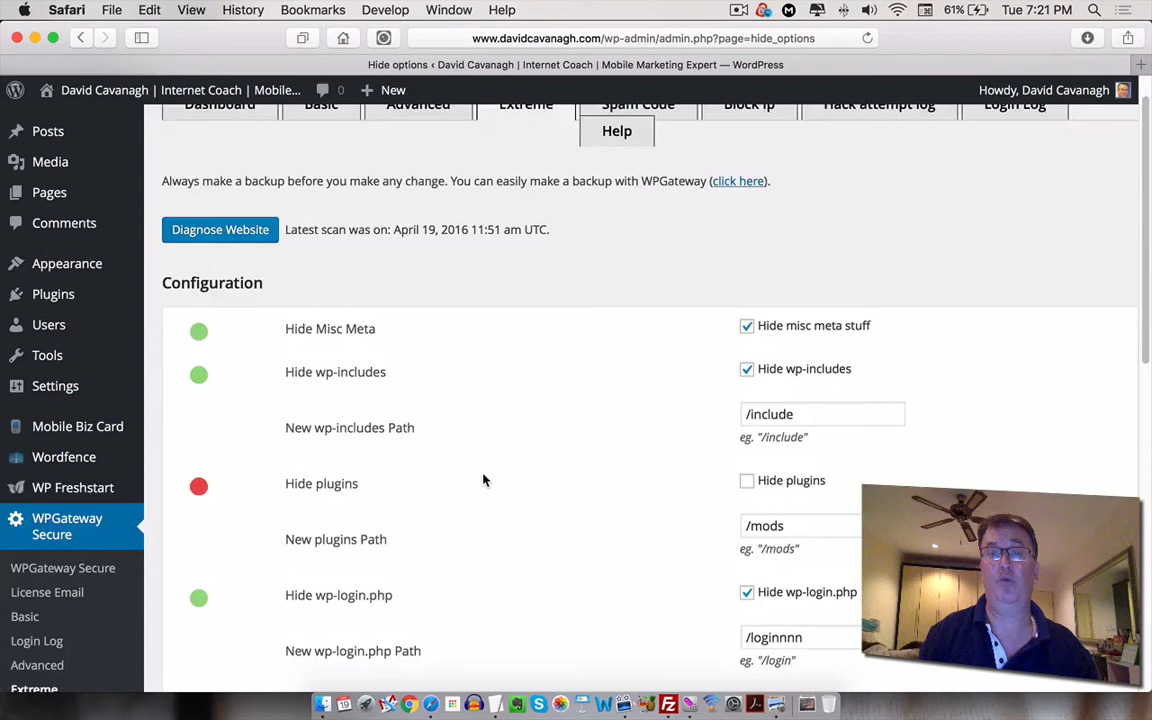 Safari File Edit View History Bookmarks Develop Window Help 61% Tue 7:21 PM
www.davidcavanagh.com/wp-admin/admin.php?page=hide_options
Hide options ‹ David Cavanagh | Internet Coach | Mobile Marketing Expert — WordPress
David Cavanagh | Internet Coach | Mobile... 0 New Howdy, David Cavanagh
Dashboard Basic Advanced Extreme Spam Code Block Ip Hack attempt log Login Log
Help
Posts
Media
Pages
Comments
Appearance
Plugins
Users
Tools
Settings
Mobile Biz Card
Wordfence
WP Freshstart
WPGateway
Secure
WPGateway Secure
License Email
Basic
Login Log
Advanced
Extreme
Always make a backup before you make any change. You can easily make a backup with WPGateway (click here).
Diagnose Website Latest scan was on: April 19, 2016 11:51 am UTC.
Configuration
Hide Misc Meta Hide misc meta stuff
Hide wp-includes Hide wp-includes
New wp-includes Path /include
eg. "/include"
Hide plugins Hide plugins
New plugins Path /mods
eg. "/mods"
Hide wp-login.php Hide wp-login.php
New wp-login.php Path /loginnnn
eg. "/login"
19